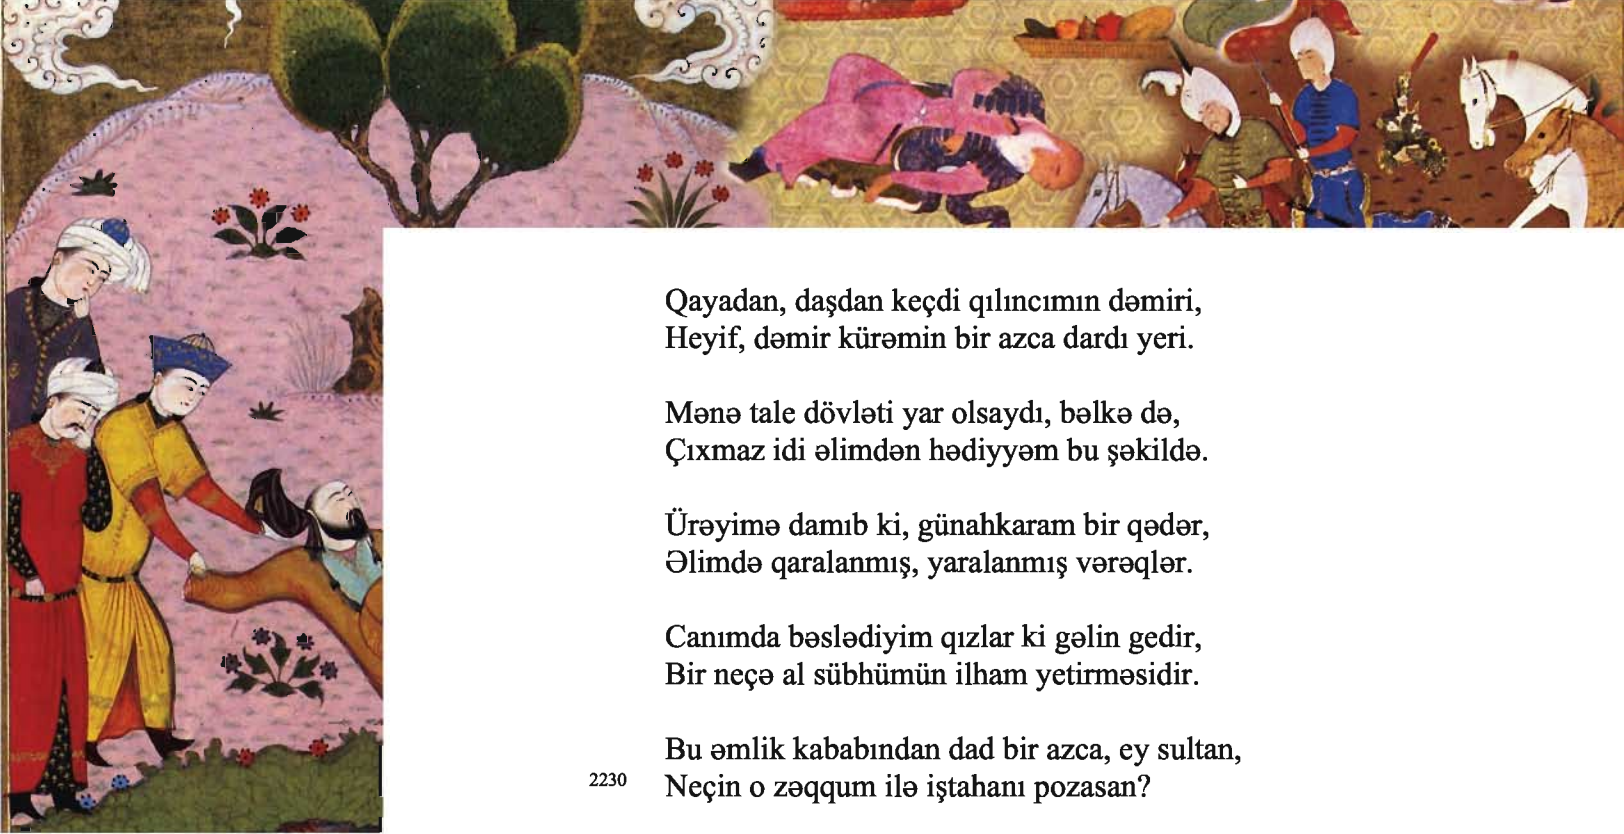 Qayadan, daşdan keçdi qılıncımın dəmiri,
Heyif, dəmir kürəmin bir azca dardı yeri.
Mənə tale dövləti yar olsaydı, bəlkə də,
Çıxmaz idi əlimdən hədiyyəm bu şəkildə.
Ürəyimə damıb ki, günahkaram bir qədər,
Əlimdə qaralanmış, yaralanmış vərəqlər.
Canımda bəslədiyim qızlar ki gəlin gedir,
Bir neçə al sübhümün ilham yetirməsidir.
Bu əmlik kababından dad bir azca, ey sultan,
2230 Neçin o zəqqum ilə iştahanı pozasan?